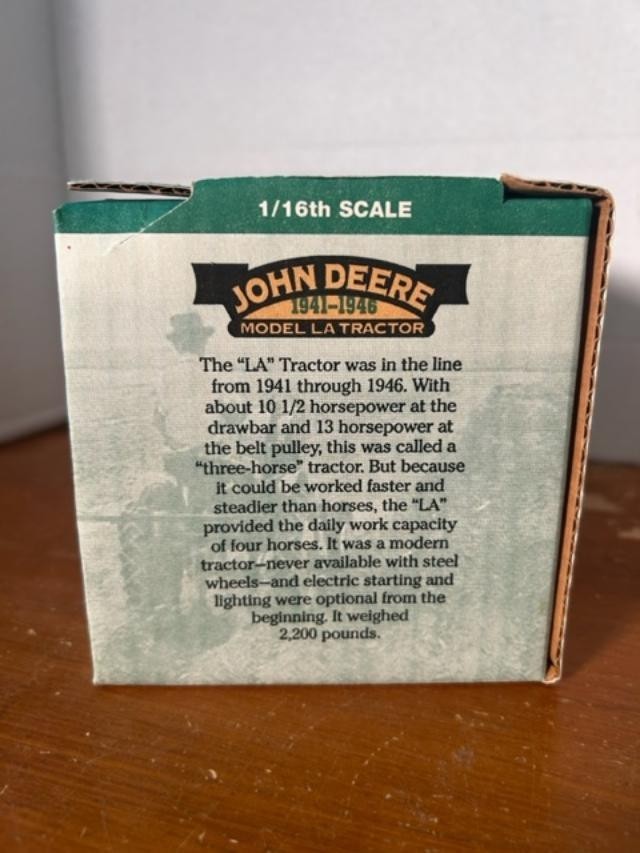 1/16th SCALE
JOHN DEERE
1941-1946
MODEL LA TRACTOR
The “LA” Tractor was in the line
from 1941 through 1946. With
about 10 1/2 horsepower at the
drawbar and 13 horsepower at
the belt pulley, this was called a
“three-horse” tractor. But because
it could be worked faster and
steadier than horses, the “LA”
provided the daily work capacity
of four horses. It was a modern
tractor—never available with steel
wheels—and electric starting and
lighting were optional from the
beginning. It weighed
2,200 pounds.